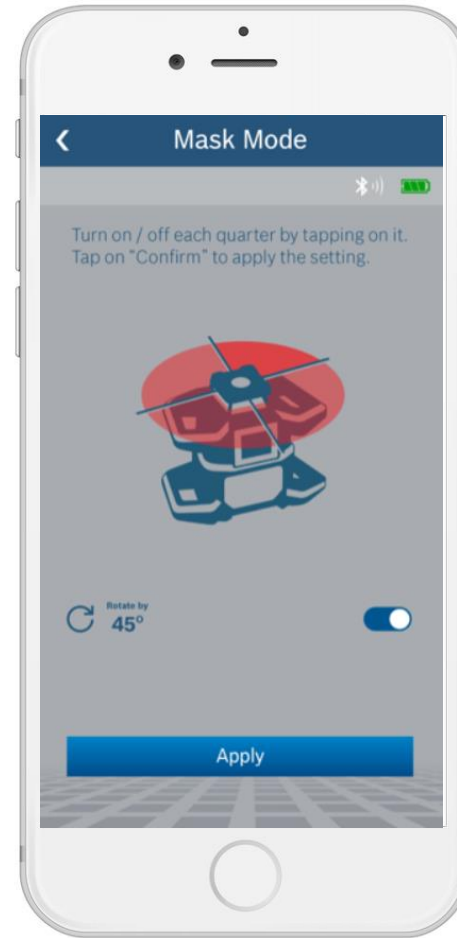 Mask Mode
Turn on / off each quarter by tapping on it.
Tap on "Confirm" to apply the setting.
Rotate by
45°
Apply